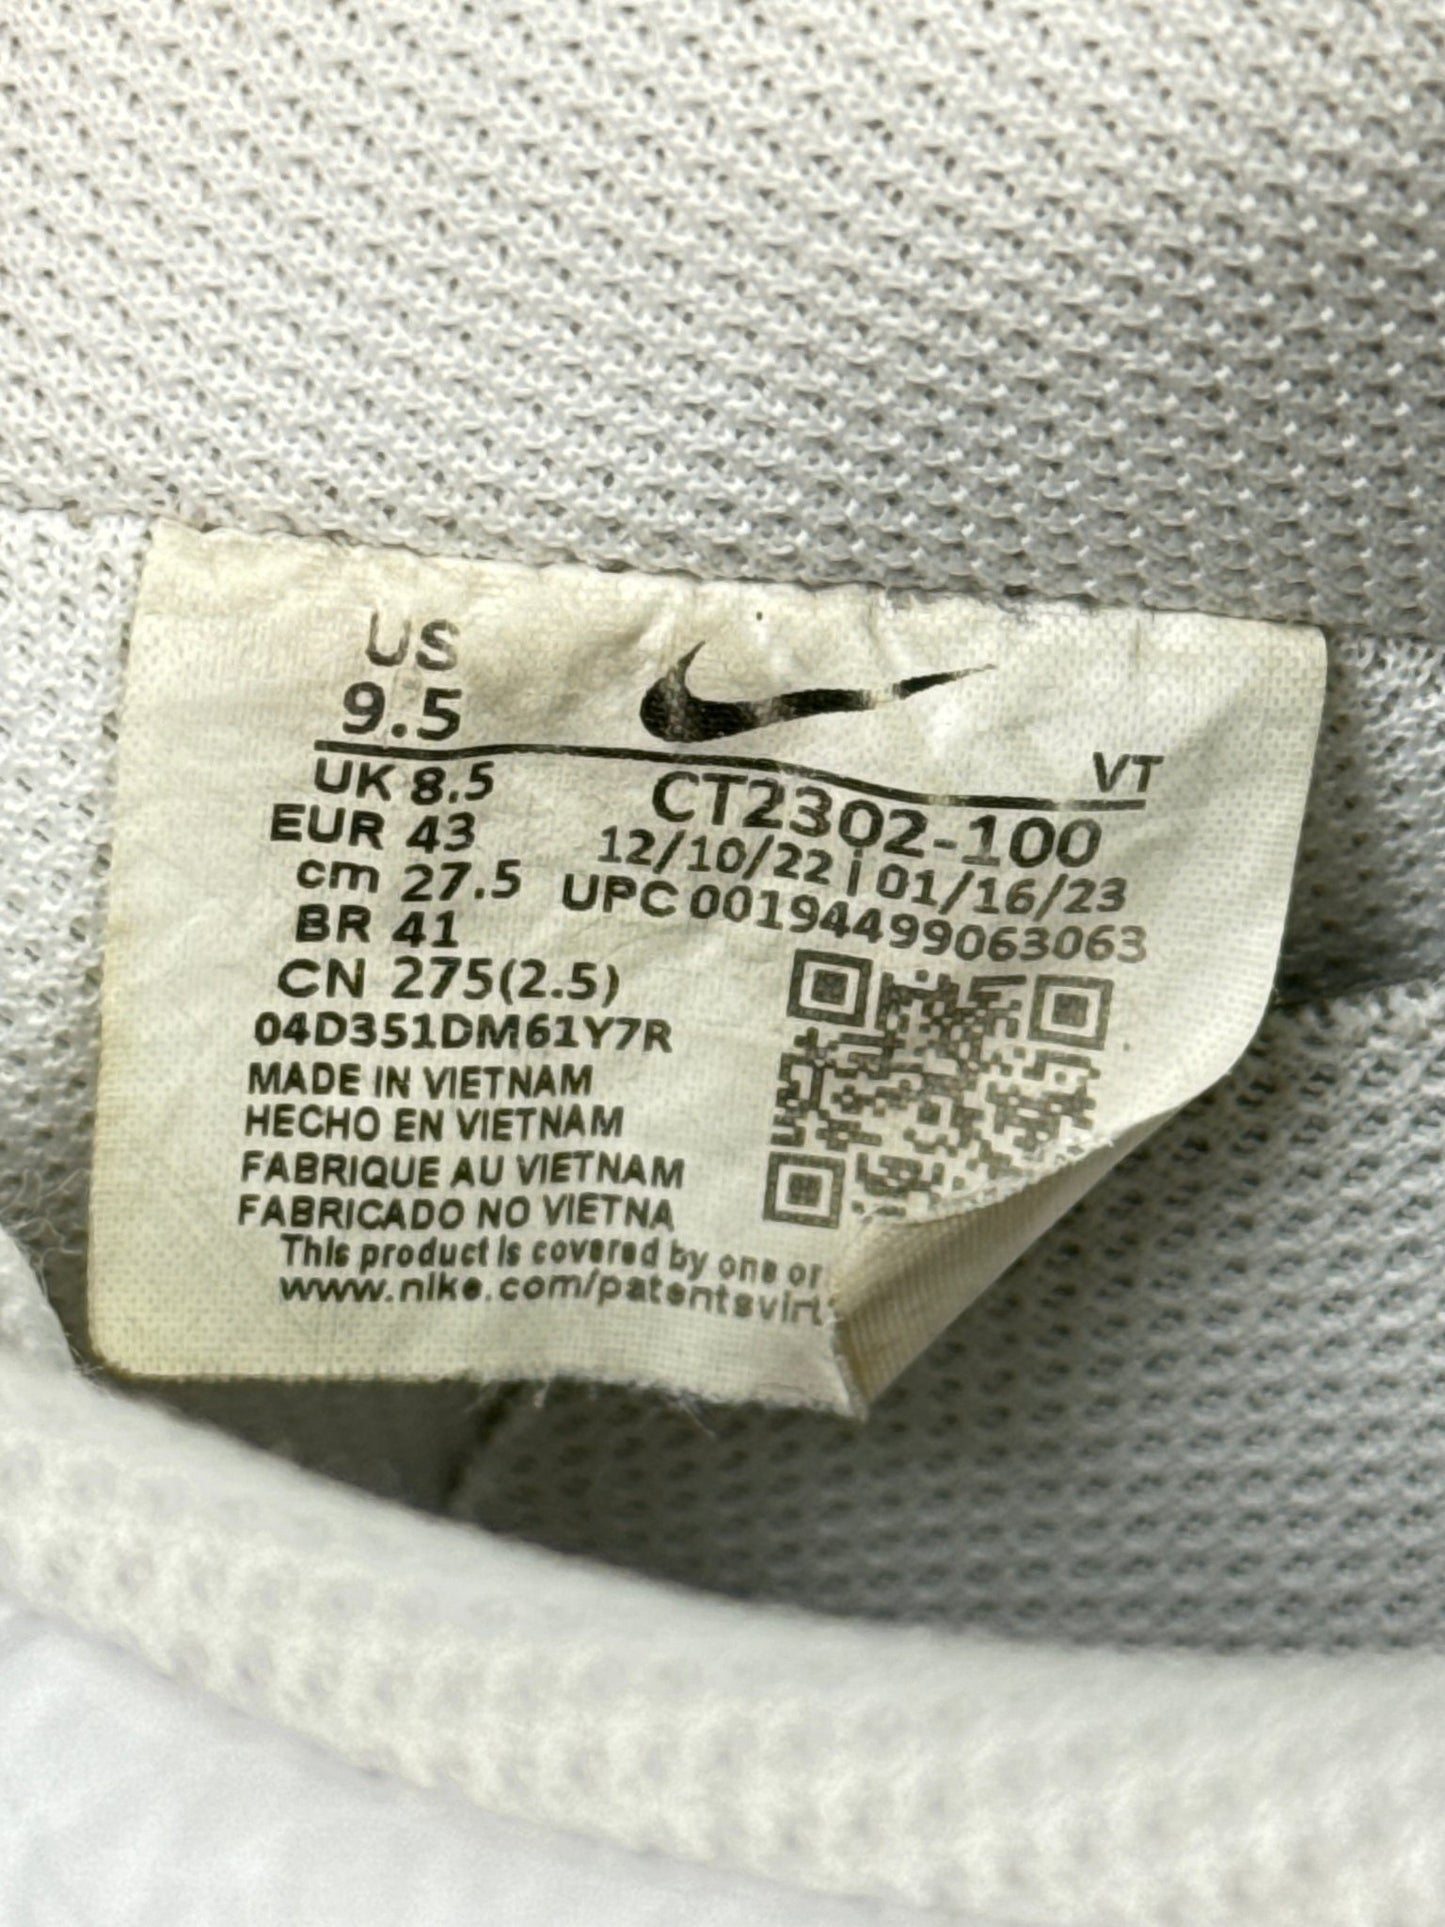 US
9.5
VT
UK 8.5
EUR 43
cm 27.5
BR 41
CN 275(2.5)
CT2302-100
12/10/22 | 01/16/23
UPC 00194499063063
04D351DM61Y7R
MADE IN VIETNAM
HECHO EN VIETNAM
FABRIQUE AU VIETNAM
FABRICADO NO VIETNA
This product is covered by one or
www.nike.com/patentsvirt